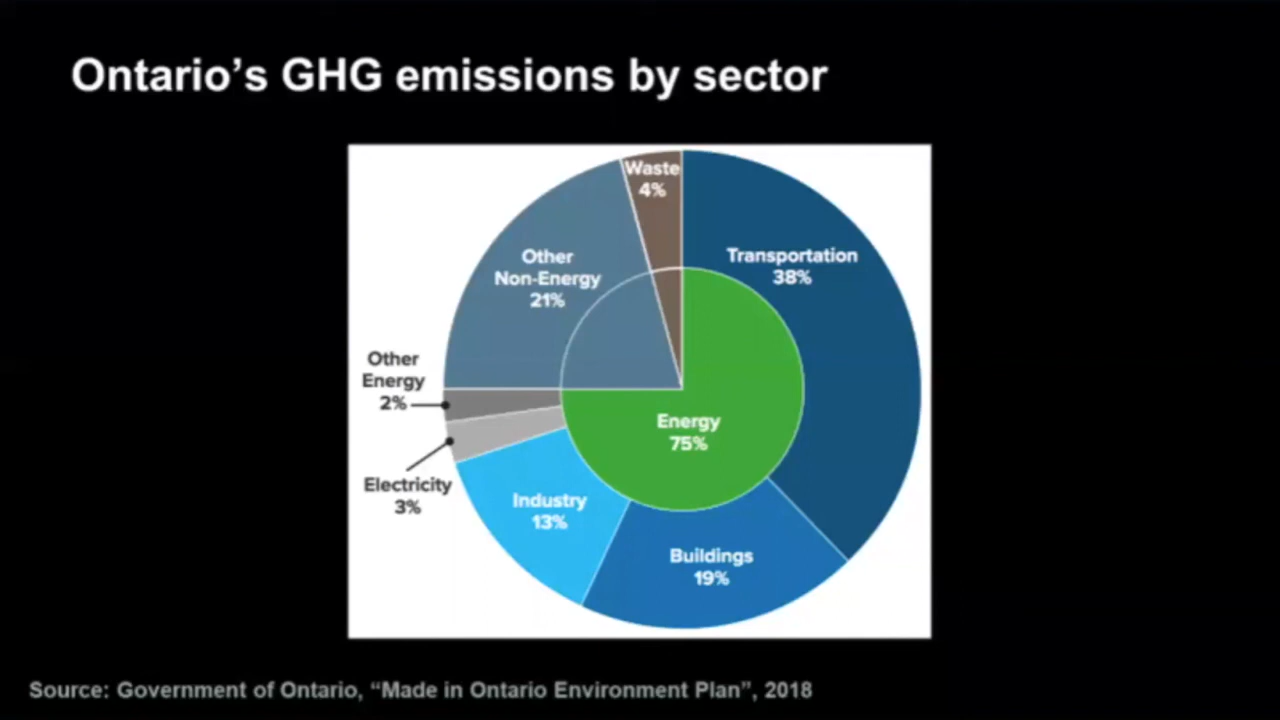 Ontario’s GHG emissions by sector
Waste
4%
Transportation
38%
Other
Non-Energy
21%
Other
Energy
2%
Energy
75%
Electricity
3%
Industry
13%
Buildings
19%
Source: Government of Ontario, “Made in Ontario Environment Plan”, 2018